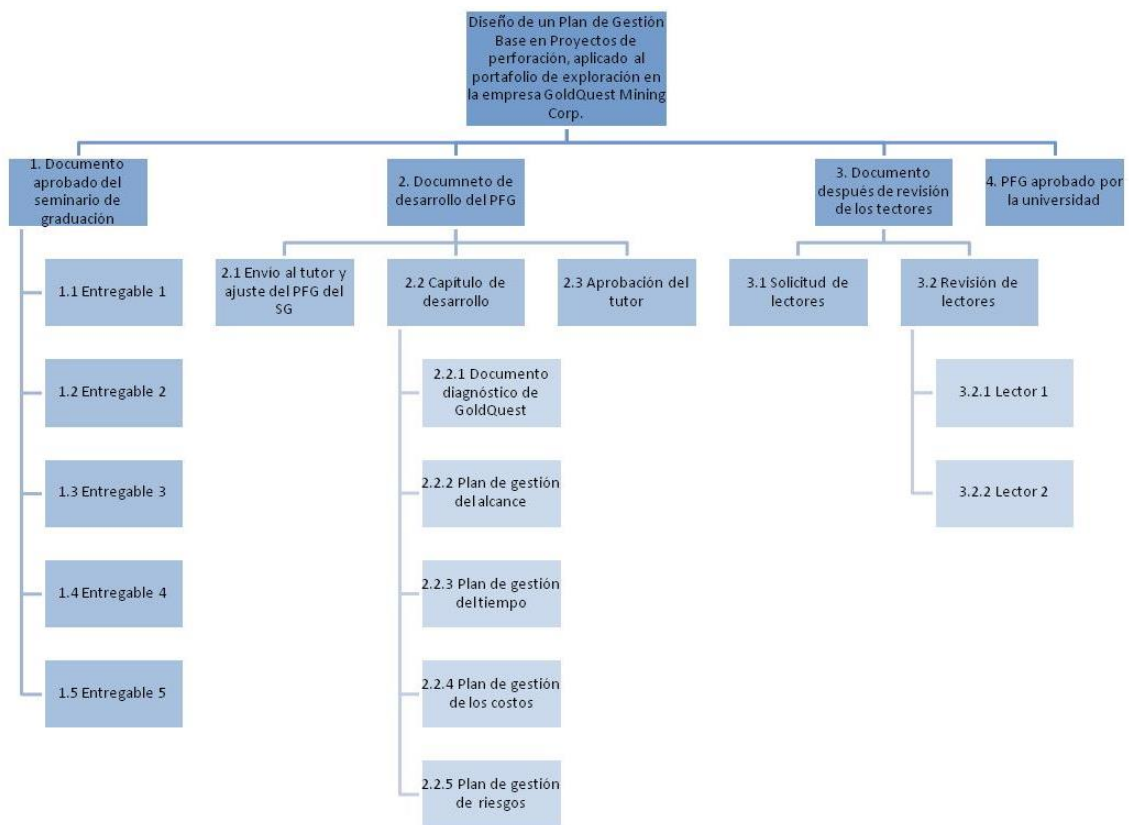 Diseño de un Plan de Gestión
Base en Proyectos de
perforación, aplicado al
portafolio de exploración en
la empresa GoldQuest Mining
Corp.
1. Documento
aprobado del
seminario de
graduación
2. Documneto de
desarrollo del PFG
3. Documento
después de revisión
de los tectores
4. PFG aprobado por
la universidad
1.1 Entregable 1
1.2 Entregable 2
1.3 Entregable 3
1.4 Entregable 4
1.5 Entregable 5
2.1 Envío al tutor y
ajuste del PFG del
SG
2.2 Capítulo de
desarrollo
2.3 Aprobación del
tutor
2.2.1 Documento
diagnóstico de
GoldQuest
2.2.2 Plan de gestión
del alcance
2.2.3 Plan de gestión
del tiempo
2.2.4 Plan de gestión
de los costos
2.2.5 Plan de gestión
de riesgos
3.1 Solicitud de
lectores
3.2 Revisión de
lectores
3.2.1 Lector 1
3.2.2 Lector 2